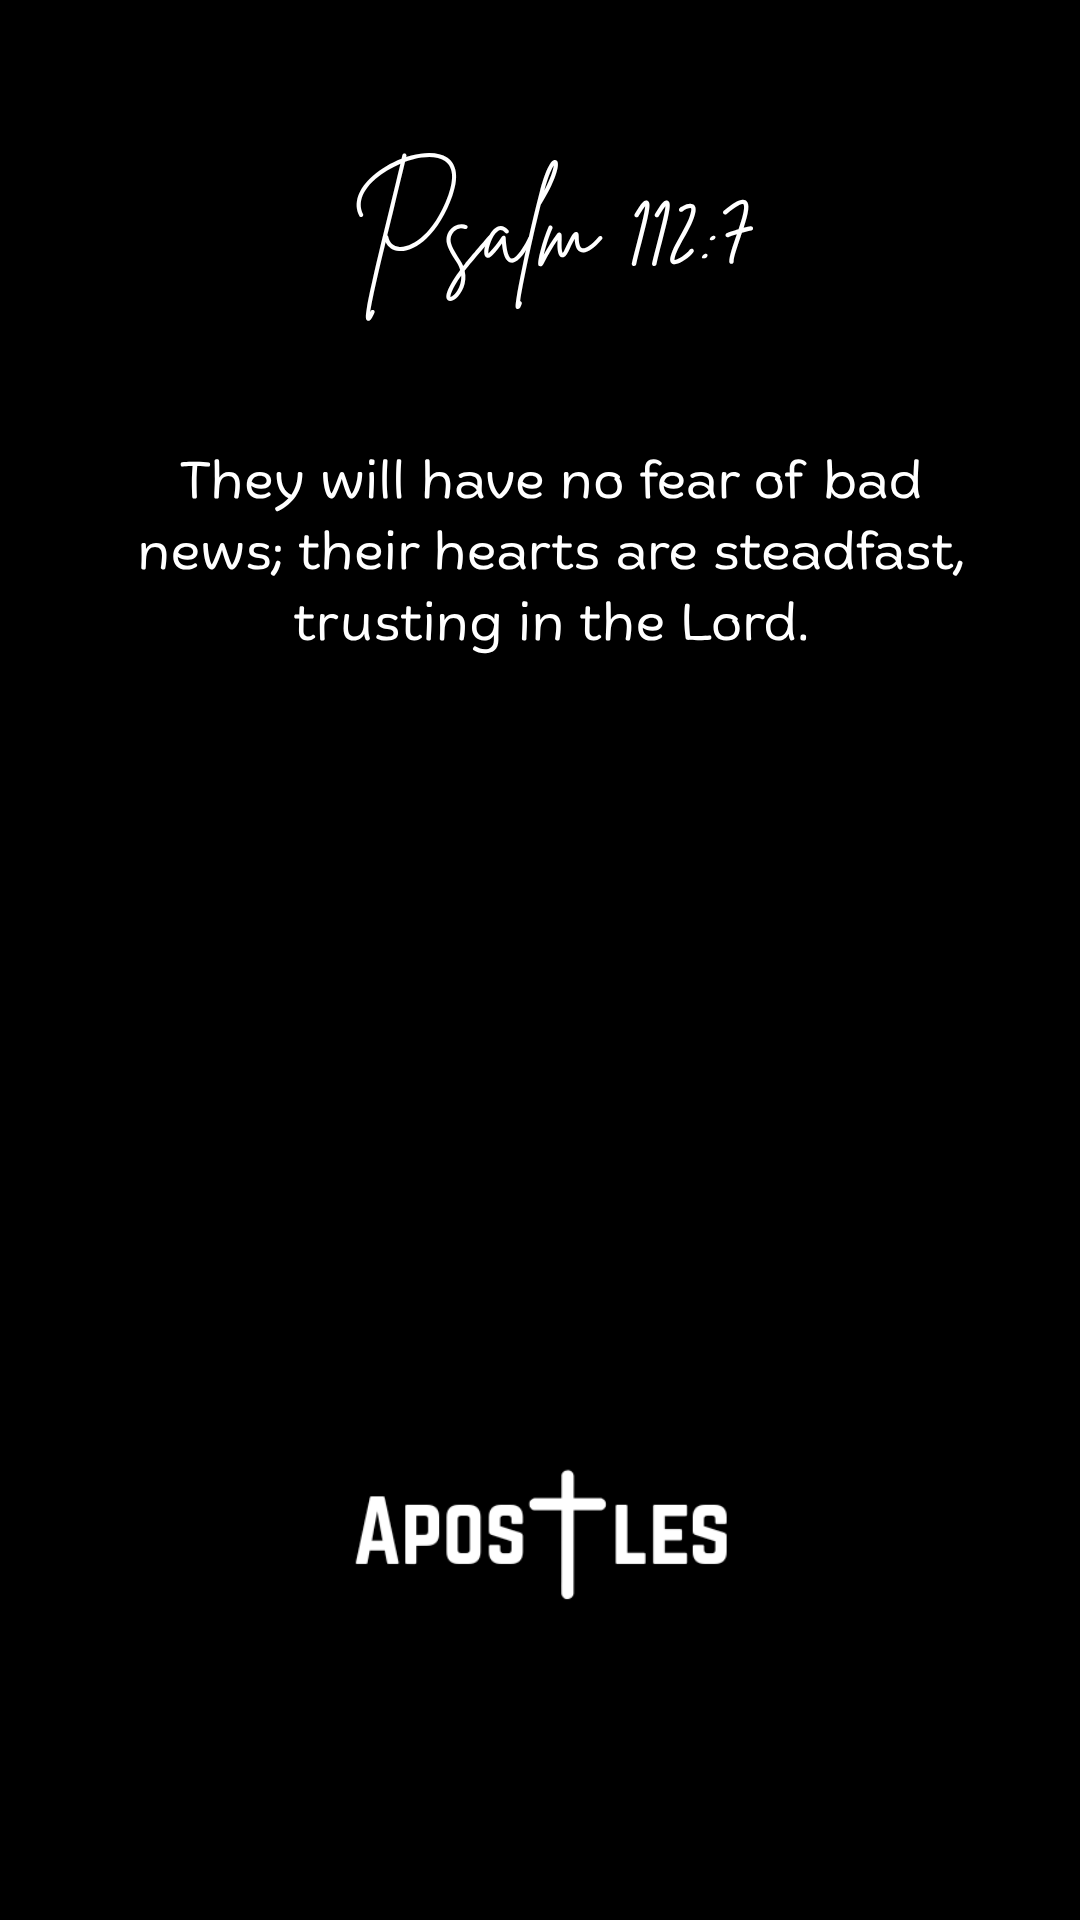 Psalm 112:7
They will have no fear of bad
news; their hearts are steadfast,
trusting in the Lord.
APOSTLES